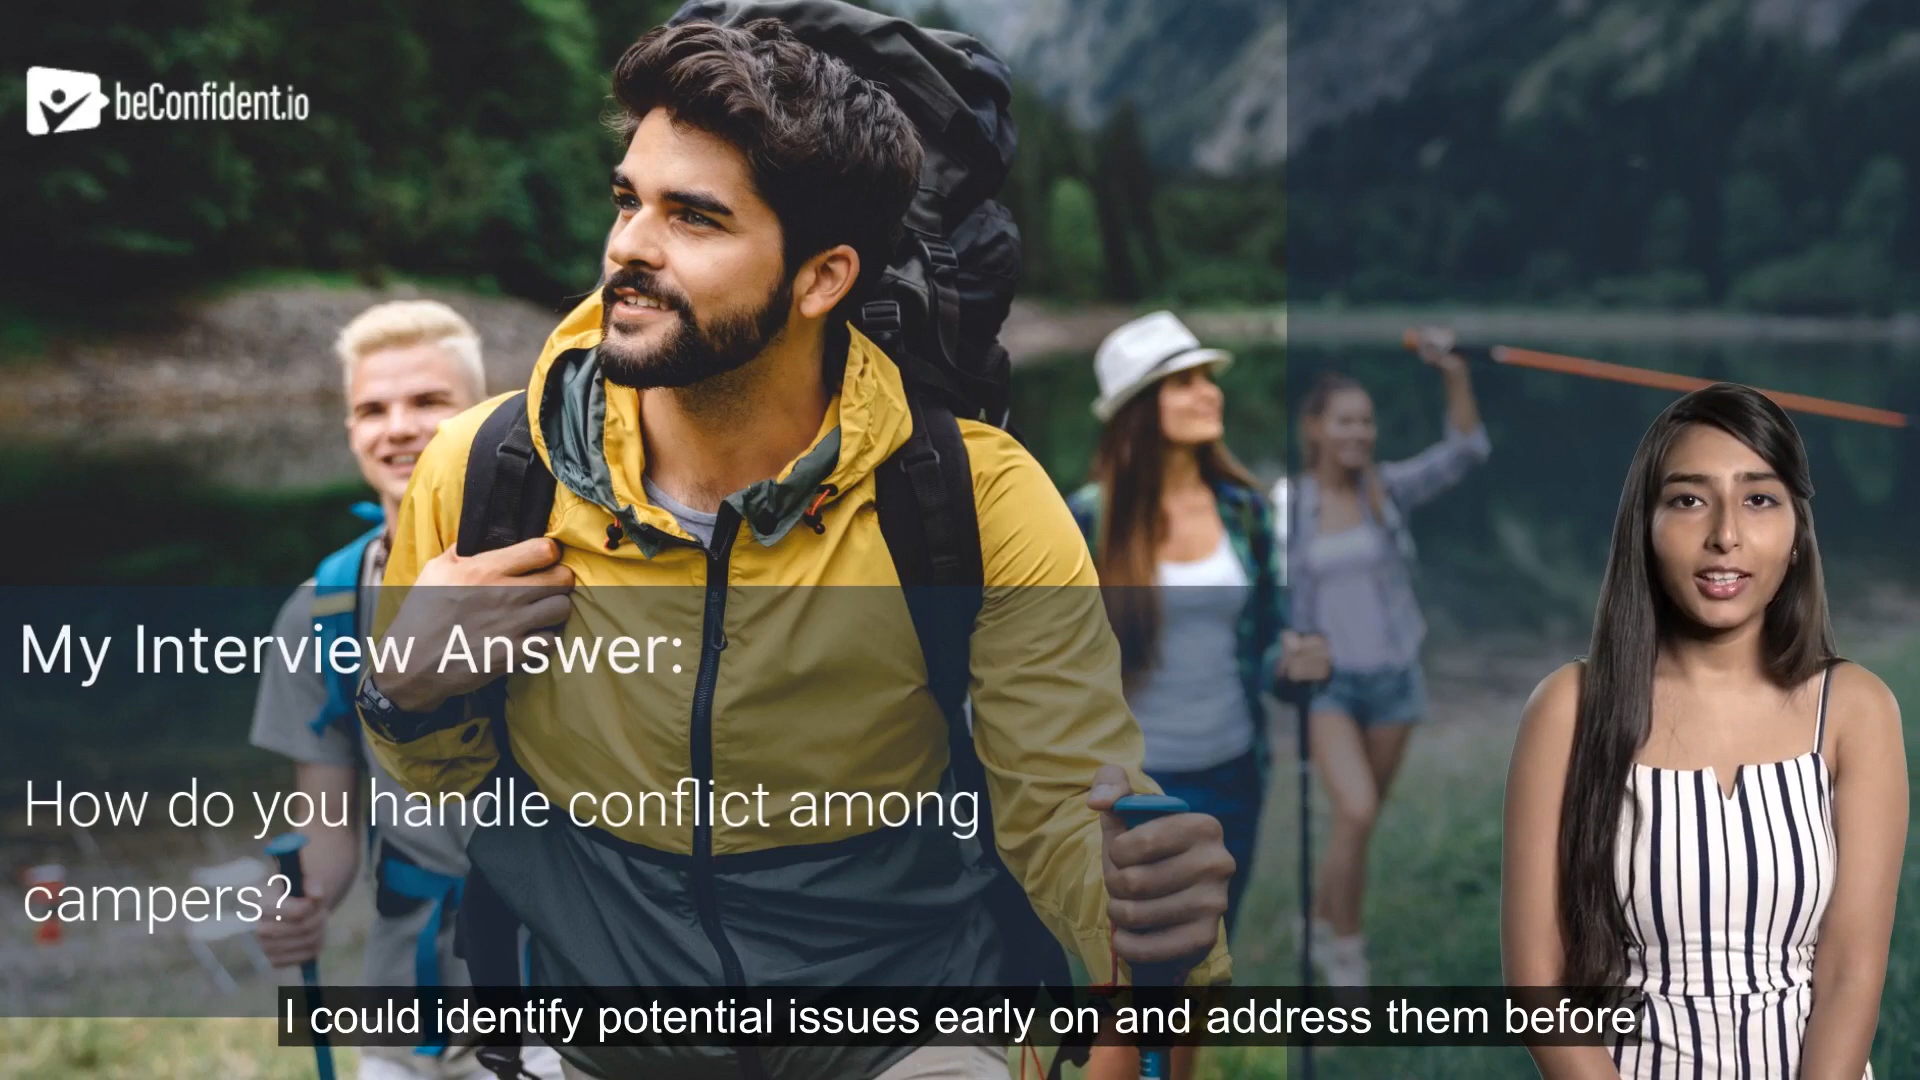 beConfident.io
My Interview Answer:
How do you handle conflict among
campers?
I could identify potential issues early on and address them before